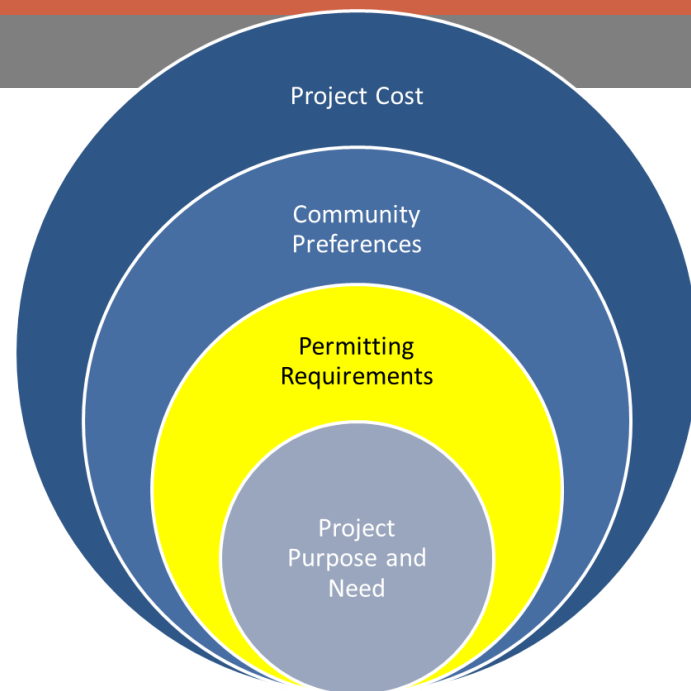 Project Cost
Community
Preferences
Permitting
Requirements
Project
Purpose and
Need